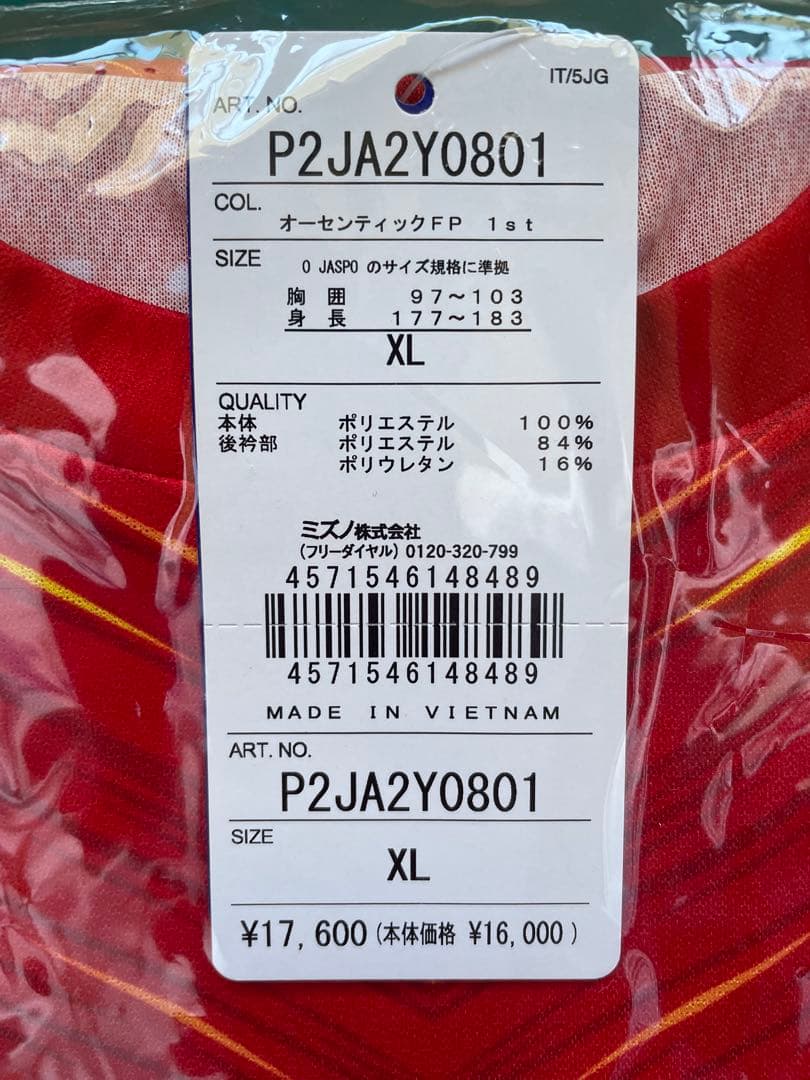 IT/5JG
ART. NO.
P2JA2Y0801
COL.
オーセンティックFP 1st
SIZE
O JASPO のサイズ規格に準拠
胸 囲 97～103
身 長 177～183
XL
QUALITY
本体 ポリエステル 100%
後衿部 ポリエステル 84%
ポリウレタン 16%
ミズノ株式会社
(フリーダイヤル) 0120-320-799
4571546148489
4571546148489
MADE IN VIETNAM
ART. NO.
P2JA2Y0801
SIZE
XL
¥17,600 (本体価格 ¥16,000 )